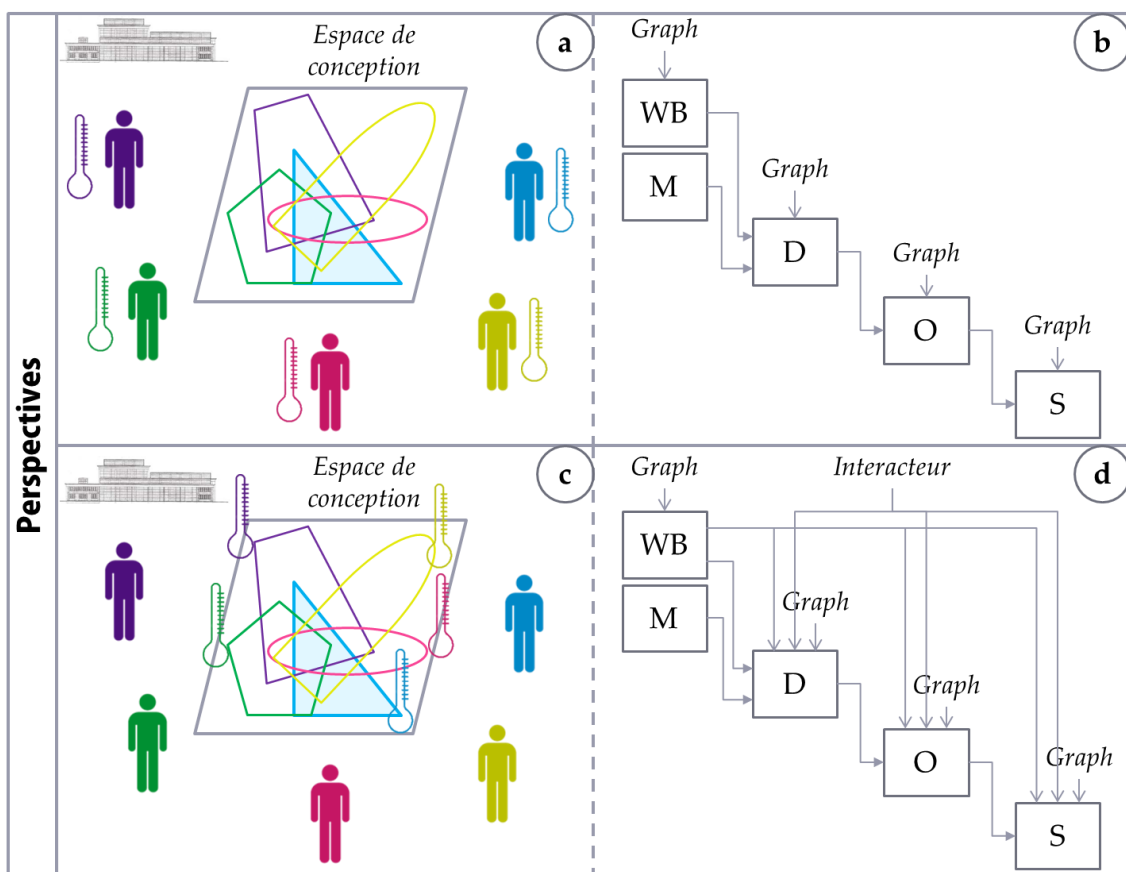 Perspectives
Espace de
conception
a
Graph
b
WB
M
Graph
D
Graph
O
Graph
S
Espace de
conception
c
Graph
Interacteur
d
WB
M
Graph
D
Graph
O
Graph
S